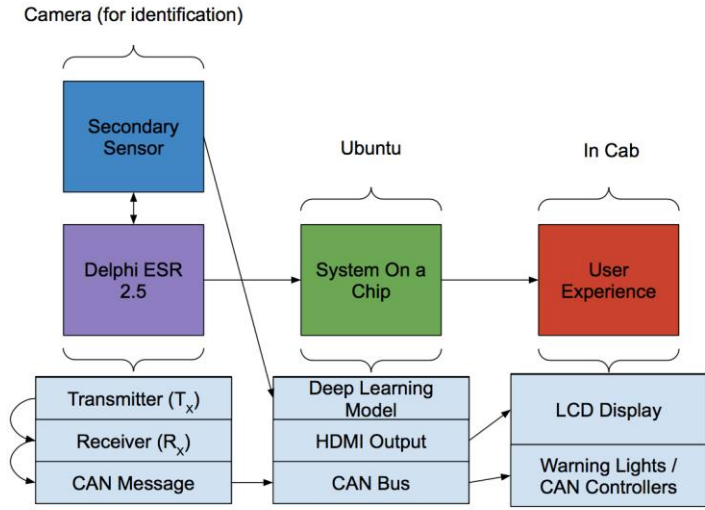 Camera (for identification)
Secondary
Sensor
Ubuntu
In Cab
Delphi ESR
2.5
System On a
Chip
User
Experience
Transmitter (Tx)
Receiver (Rx)
CAN Message
Deep Learning
Model
HDMI Output
CAN Bus
LCD Display
Warning Lights /
CAN Controllers